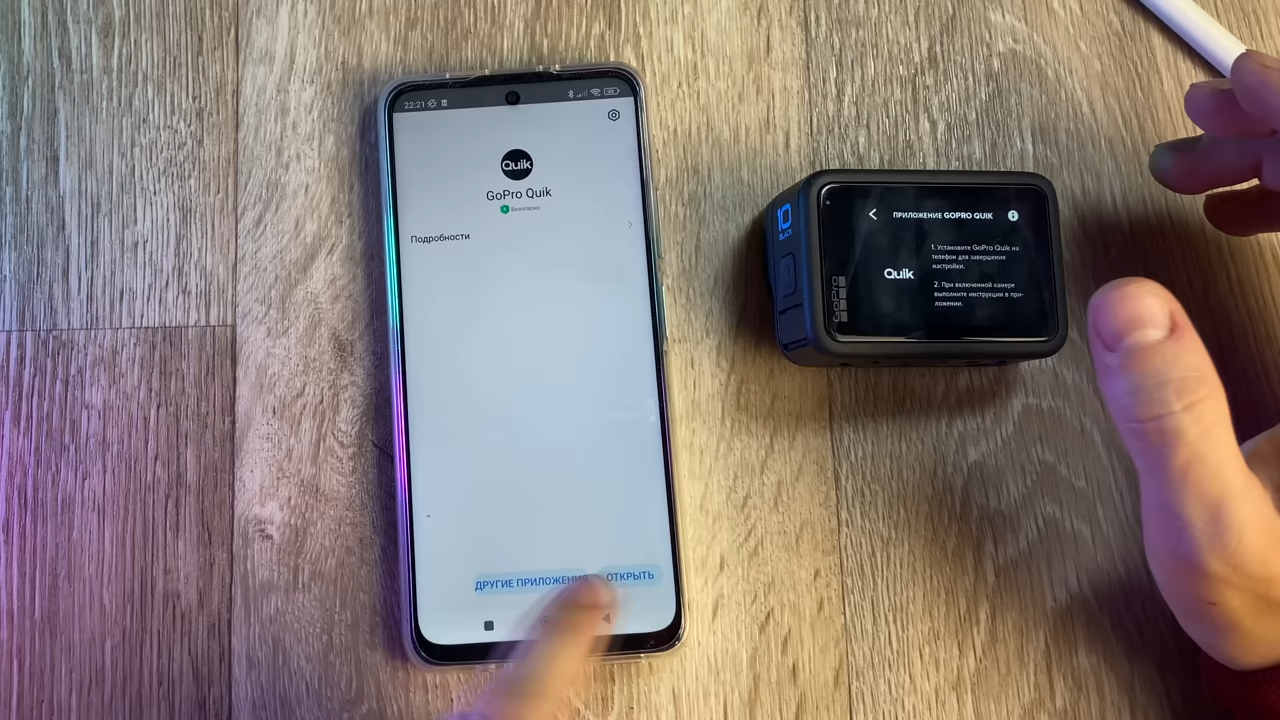 22:21
Quik
GoPro Quik
Безопасно
Подробности
ДРУГИЕ ПРИЛОЖЕНИЯ
ОТКРЫТЬ
10
BLACK
GoPro
ПРИЛОЖЕНИЕ GOPRO QUIK
Quik
1. Установите GoPro Quik на
телефон для завершения
настройки.
2. При включенной камере
выполните инструкции в при-
ложении.